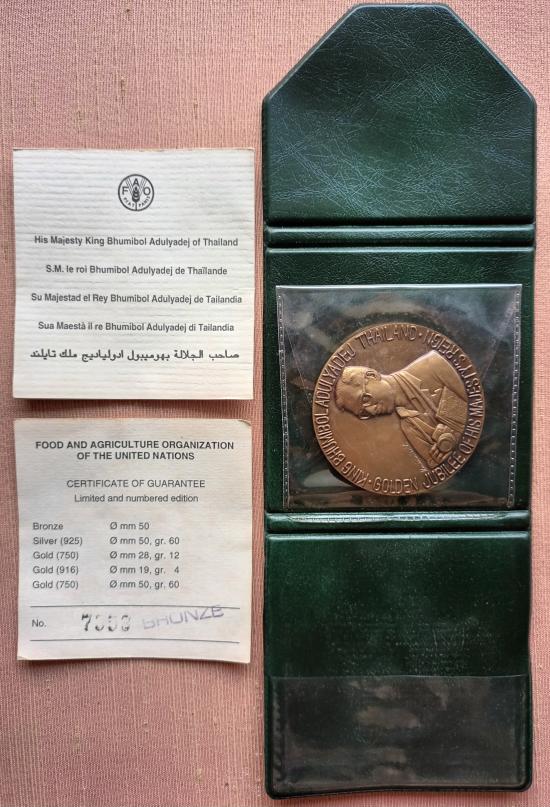 FAO
FIAT PANIS
His Majesty King Bhumibol Adulyadej of Thailand
S.M. le roi Bhumibol Adulyadej de Thaïlande
Su Majestad el Rey Bhumibol Adulyadej de Tailandia
Sua Maestà il re Bhumibol Adulyadej di Tailandia
صاحب الجلالة بهوميبول ادولياديج ملك تايلند
FOOD AND AGRICULTURE ORGANIZATION
OF THE UNITED NATIONS
CERTIFICATE OF GUARANTEE
Limited and numbered edition
Bronze Ø mm 50
Silver (925) Ø mm 50, gr. 60
Gold (750) Ø mm 28, gr. 12
Gold (916) Ø mm 19, gr. 4
Gold (750) Ø mm 50, gr. 60
No. BRONZE
KING BHUMIBOL ADULYADEJ THAILAND
GOLDEN JUBILEE OF HIS MAJESTY'S REIGN